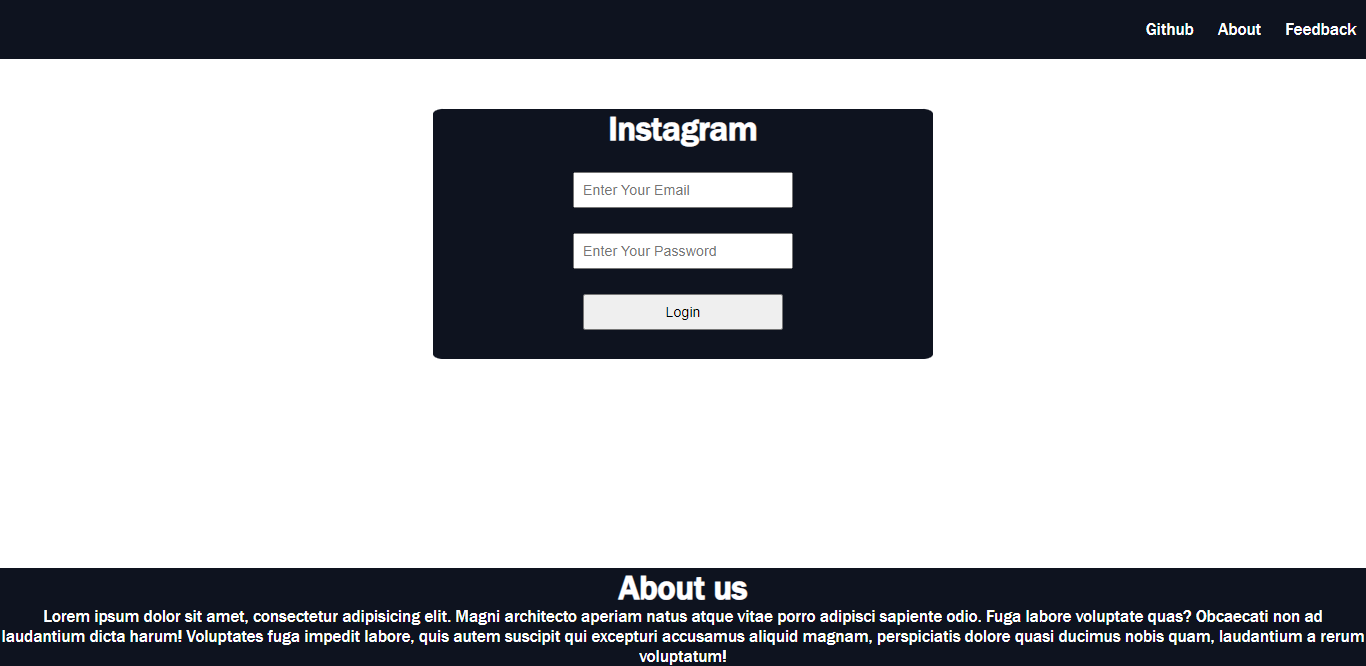 Github About Feedback
Instagram
Enter Your Email
Enter Your Password
Login
About us
Lorem ipsum dolor sit amet, consectetur adipisicing elit. Magni architecto aperiam natus atque vitae porro adipisci sapiente odio. Fuga labore voluptate quas? Obcaecati non ad
laudantium dicta harum! Voluptates fuga impedit labore, quis autem suscipit qui excepturi accusamus aliquid magnam, perspiciatis dolore quasi ducimus nobis quam, laudantium a rerum
voluptatum!